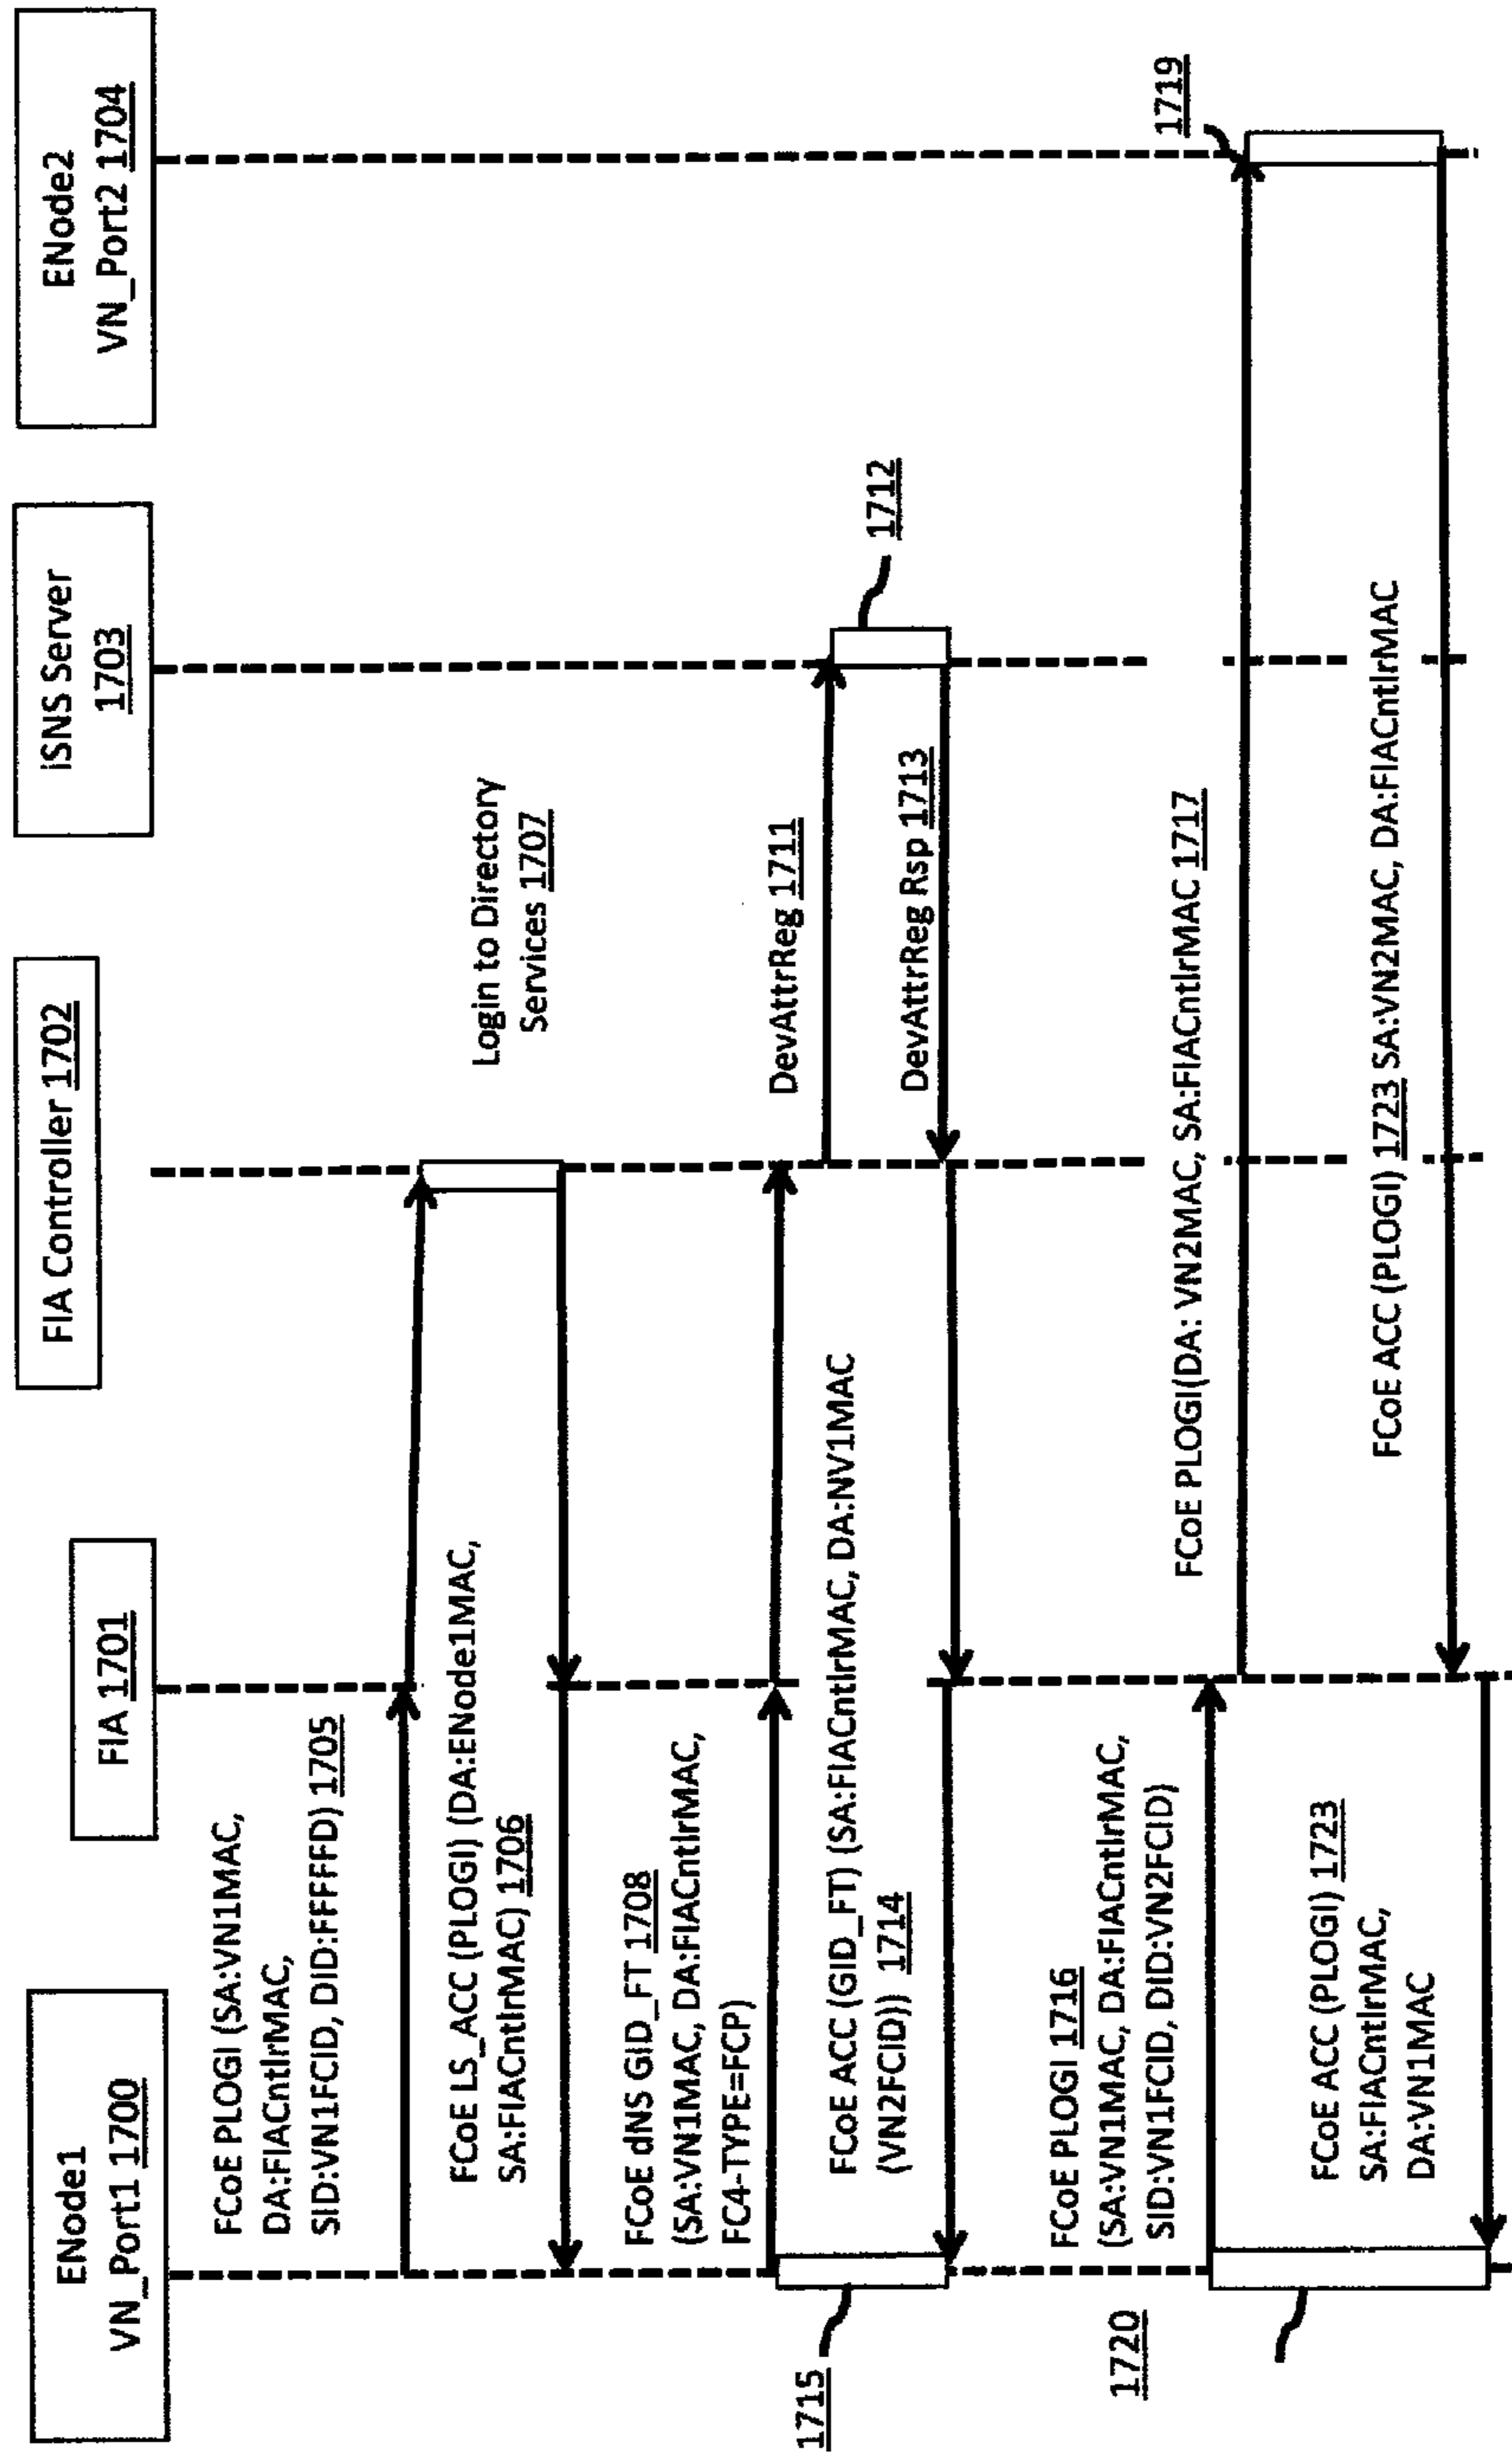 ENode1
VN_Port1 1700
FIA 1701
FIA Controller 1702
iSNS Server
1703
ENode2
VN_Port2 1704
FCoE PLOGI (SA:VN1MAC,
DA:FIACntlrMAC,
SID:VN1FCID, DID:FFFFFD) 1705
FCoE LS_ACC (PLOGI) (DA:ENode1MAC,
SA:FIACntlrMAC) 1706
Login to Directory
Services 1707
FCoE dNS GID_FT 1708
(SA:VN1MAC, DA:FIACntlrMAC,
FC4-TYPE=FCP)
DevAttrReg 1711
1712
DevAttrReg Rsp 1713
FCoE ACC (GID_FT) (SA:FIACntlrMAC, DA:NV1MAC
(VN2FCID)) 1714
1715
FCoE PLOGI 1716
(SA:VN1MAC, DA:FIACntlrMAC,
SID:VN1FCID, DID:VN2FCID)
FCoE PLOGI(DA: VN2MAC, SA:FIACntlrMAC 1717
1719
1720
FCoE ACC (PLOGI) 1723 SA:VN2MAC, DA:FIACntlrMAC
FCoE ACC (PLOGI) 1723
SA:FIACntlrMAC,
DA:VN1MAC